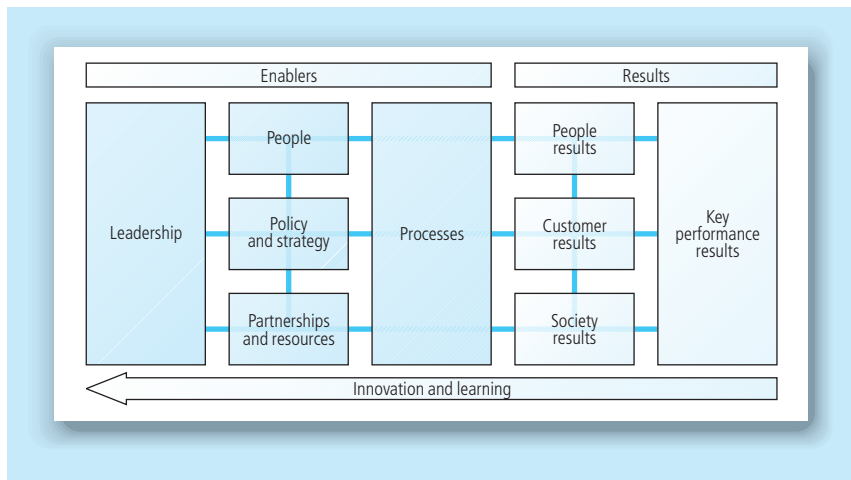 Enablers
Results
Leadership
People
Policy
and strategy
Partnerships
and resources
Processes
People
results
Customer
results
Society
results
Key
performance
results
Innovation and learning